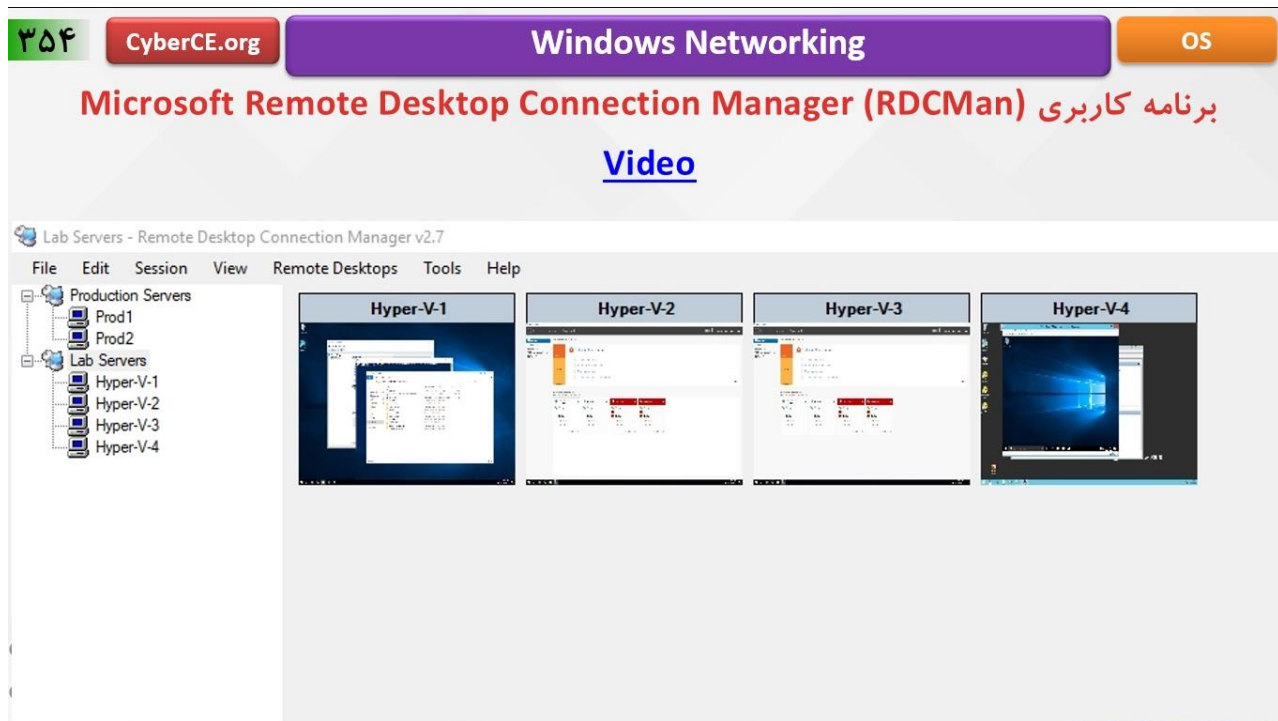 ۳۵۴ CyberCE.org Windows Networking OS
برنامه کاربری Microsoft Remote Desktop Connection Manager (RDCMan)
Video
Lab Servers - Remote Desktop Connection Manager v2.7
File Edit Session View Remote Desktops Tools Help
Production Servers
Prod1
Prod2
Lab Servers
Hyper-V-1
Hyper-V-2
Hyper-V-3
Hyper-V-4
Hyper-V-1 Hyper-V-2 Hyper-V-3 Hyper-V-4